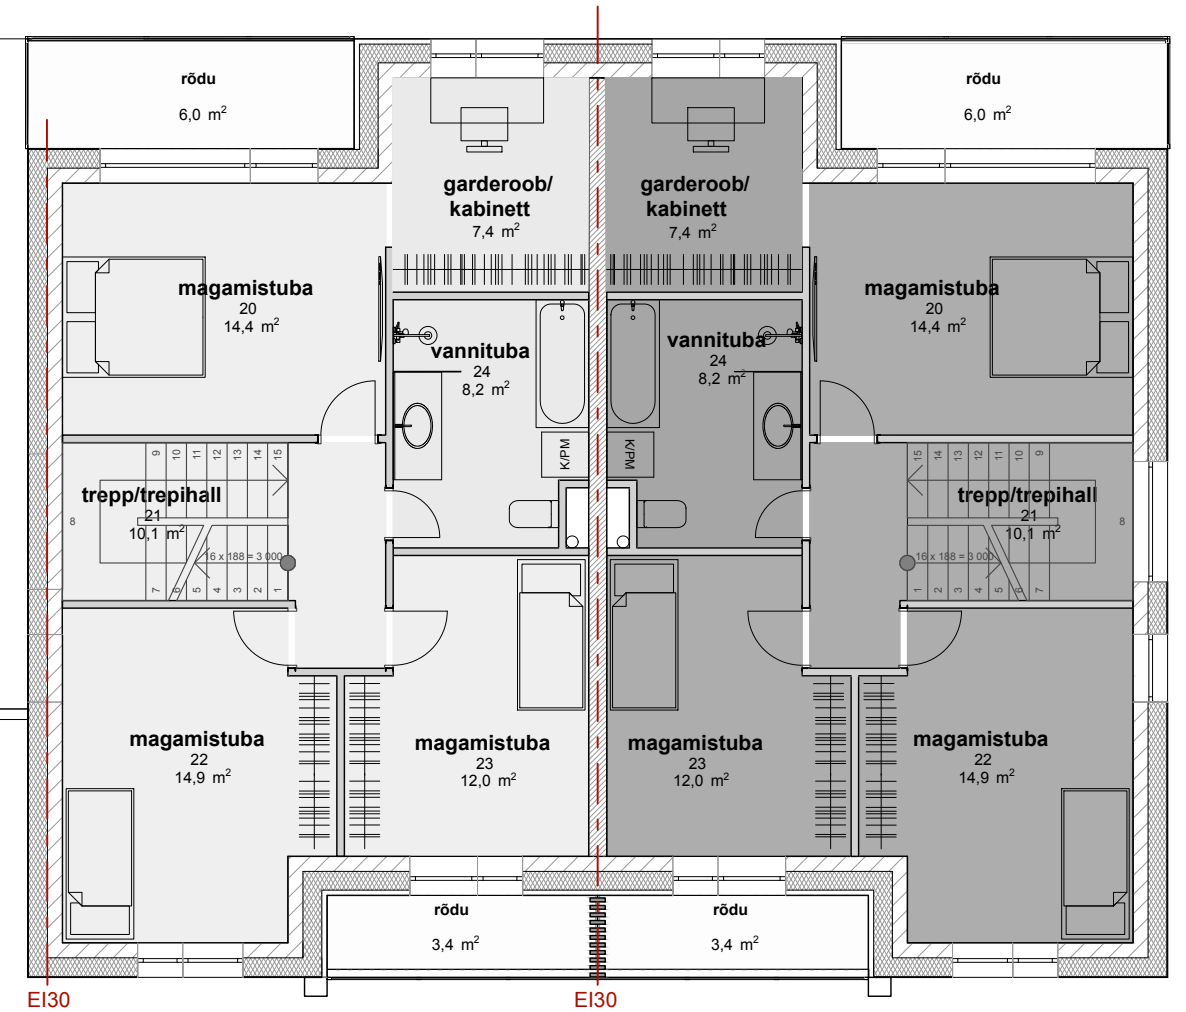 rõdu
6,0 m²
rõdu
6,0 m²
garderoob/
kabinett
7,4 m²
garderoob/
kabinett
7,4 m²
magamistuba
20
14,4 m²
magamistuba
20
14,4 m²
vannituba
24
8,2 m²
vannituba
24
8,2 m²
K/PM
K/PM
9
10
11
12
13
14
15
15
14
13
12
11
10
9
trepp/trepihall
21
10,1 m²
8
16 x 188 = 3 000
trepp/trepihall
21
10,1 m²
8
16 x 188 = 3 000
7
6
5
4
3
2
1
1
2
3
4
5
6
7
magamistuba
22
14,9 m²
magamistuba
23
12,0 m²
magamistuba
23
12,0 m²
magamistuba
22
14,9 m²
rõdu
3,4 m²
rõdu
3,4 m²
EI30
EI30